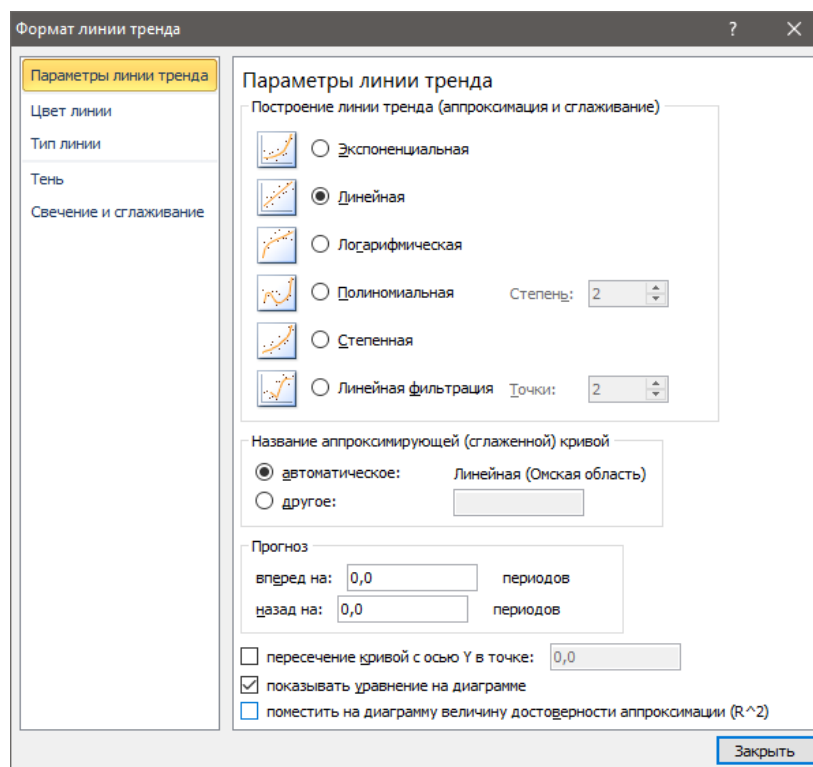 Формат линии тренда
Параметры линии тренда
Цвет линии
Тип линии
Тень
Свечение и сглаживание
Параметры линии тренда
Построение линии тренда (аппроксимация и сглаживание)
Экспоненциальная
Линейная
Логарифмическая
Полиномиальная Степень: 2
Степенная
Линейная фильтрация Точки: 2
Название аппроксимирующей (сглаженной) кривой
автоматическое: Линейная (Омская область)
другое:
Прогноз
вперед на: 0,0 периодов
назад на: 0,0 периодов
пересечение кривой с осью Y в точке: 0,0
показывать уравнение на диаграмме
поместить на диаграмму величину достоверности аппроксимации (R^2)
Закрыть